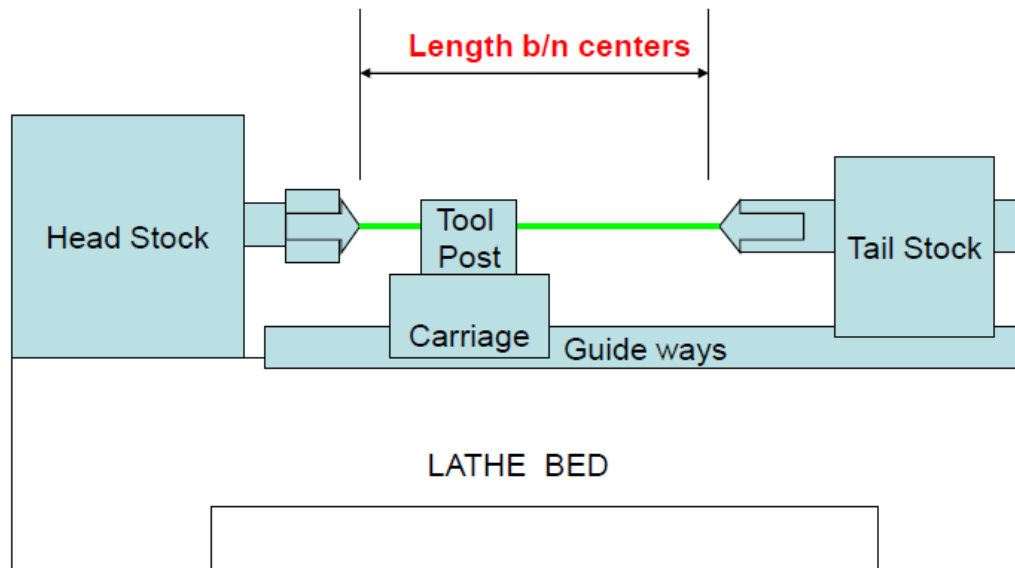 Length b/n centers
Head Stock
Tool
Post
Tail Stock
Carriage
Guide ways
LATHE BED